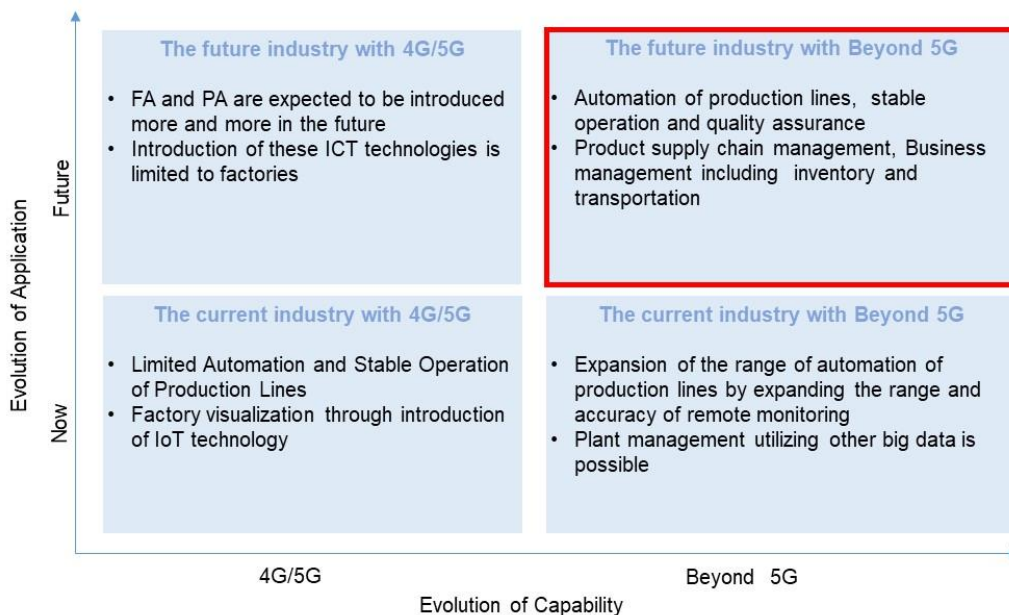 The future industry with 4G/5G
• FA and PA are expected to be introduced
more and more in the future
• Introduction of these ICT technologies is
limited to factories
The future industry with Beyond 5G
• Automation of production lines, stable
operation and quality assurance
• Product supply chain management, Business
management including inventory and
transportation
The current industry with 4G/5G
• Limited Automation and Stable Operation
of Production Lines
• Factory visualization through introduction
of IoT technology
The current industry with Beyond 5G
• Expansion of the range of automation of
production lines by expanding the range and
accuracy of remote monitoring
• Plant management utilizing other big data is
possible
Evolution of Application
Future
Now
4G/5G
Beyond 5G
Evolution of Capability